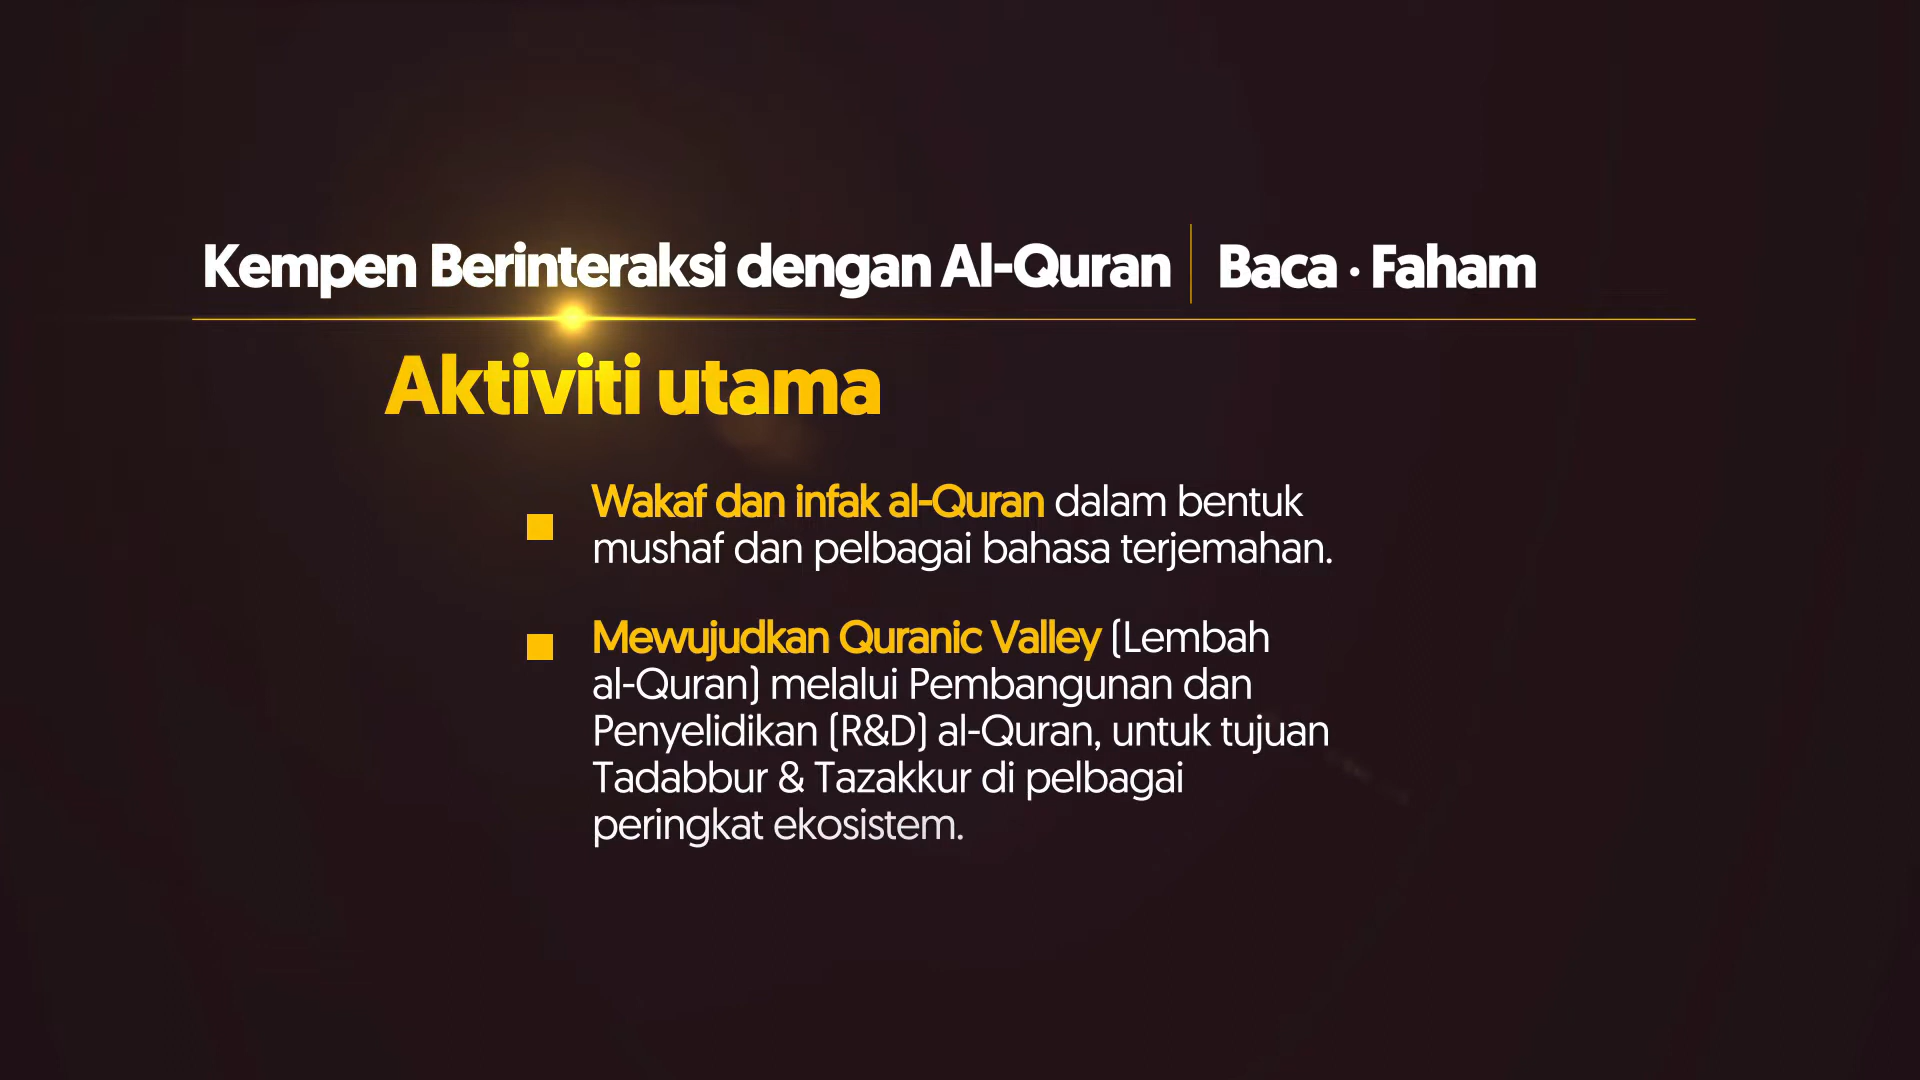 Kempen Berinteraksi dengan Al-Quran | Baca · Faham
Aktiviti utama
Wakaf dan infak al-Quran dalam bentuk
mushaf dan pelbagai bahasa terjemahan.
Mewujudkan Quranic Valley (Lembah
al-Quran) melalui Pembangunan dan
Penyelidikan (R&D) al-Quran, untuk tujuan
Tadabbur & Tazakkur di pelbagai
peringkat ekosistem.